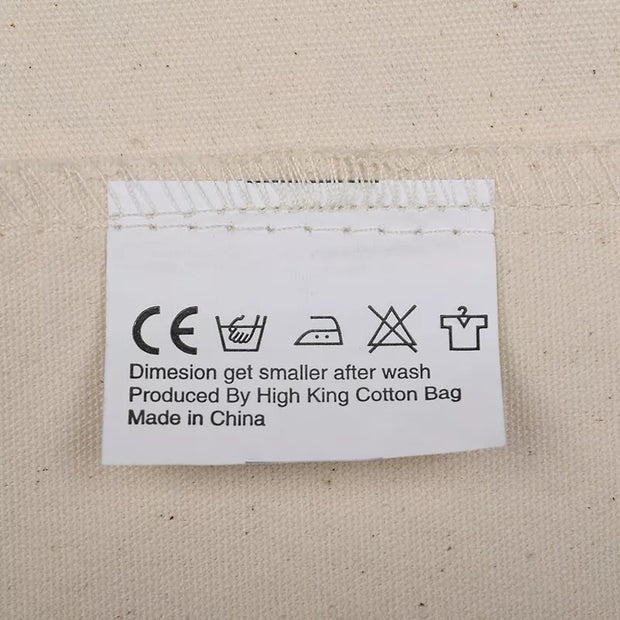 CE
Dimesion get smaller after wash
Produced By High King Cotton Bag
Made in China